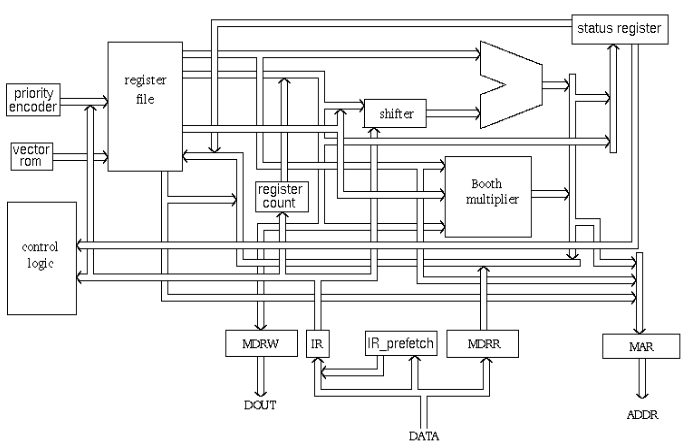 status register
register
file
priority
encoder
shifter
vector
rom
Booth
multiplier
register
count
control
logic
MDRW
IR
IR_prefetch
MDRR
MAR
DOUT
ADDR
DATA